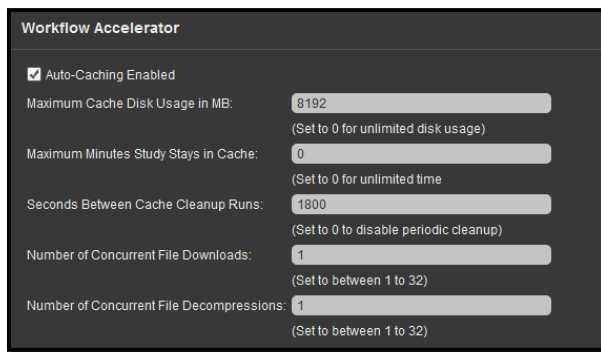 Workflow Accelerator
Auto-Caching Enabled
Maximum Cache Disk Usage in MB: 8192
(Set to 0 for unlimited disk usage)
Maximum Minutes Study Stays in Cache: 0
(Set to 0 for unlimited time
Seconds Between Cache Cleanup Runs: 1800
(Set to 0 to disable periodic cleanup)
Number of Concurrent File Downloads: 1
(Set to between 1 to 32)
Number of Concurrent File Decompressions: 1
(Set to between 1 to 32)